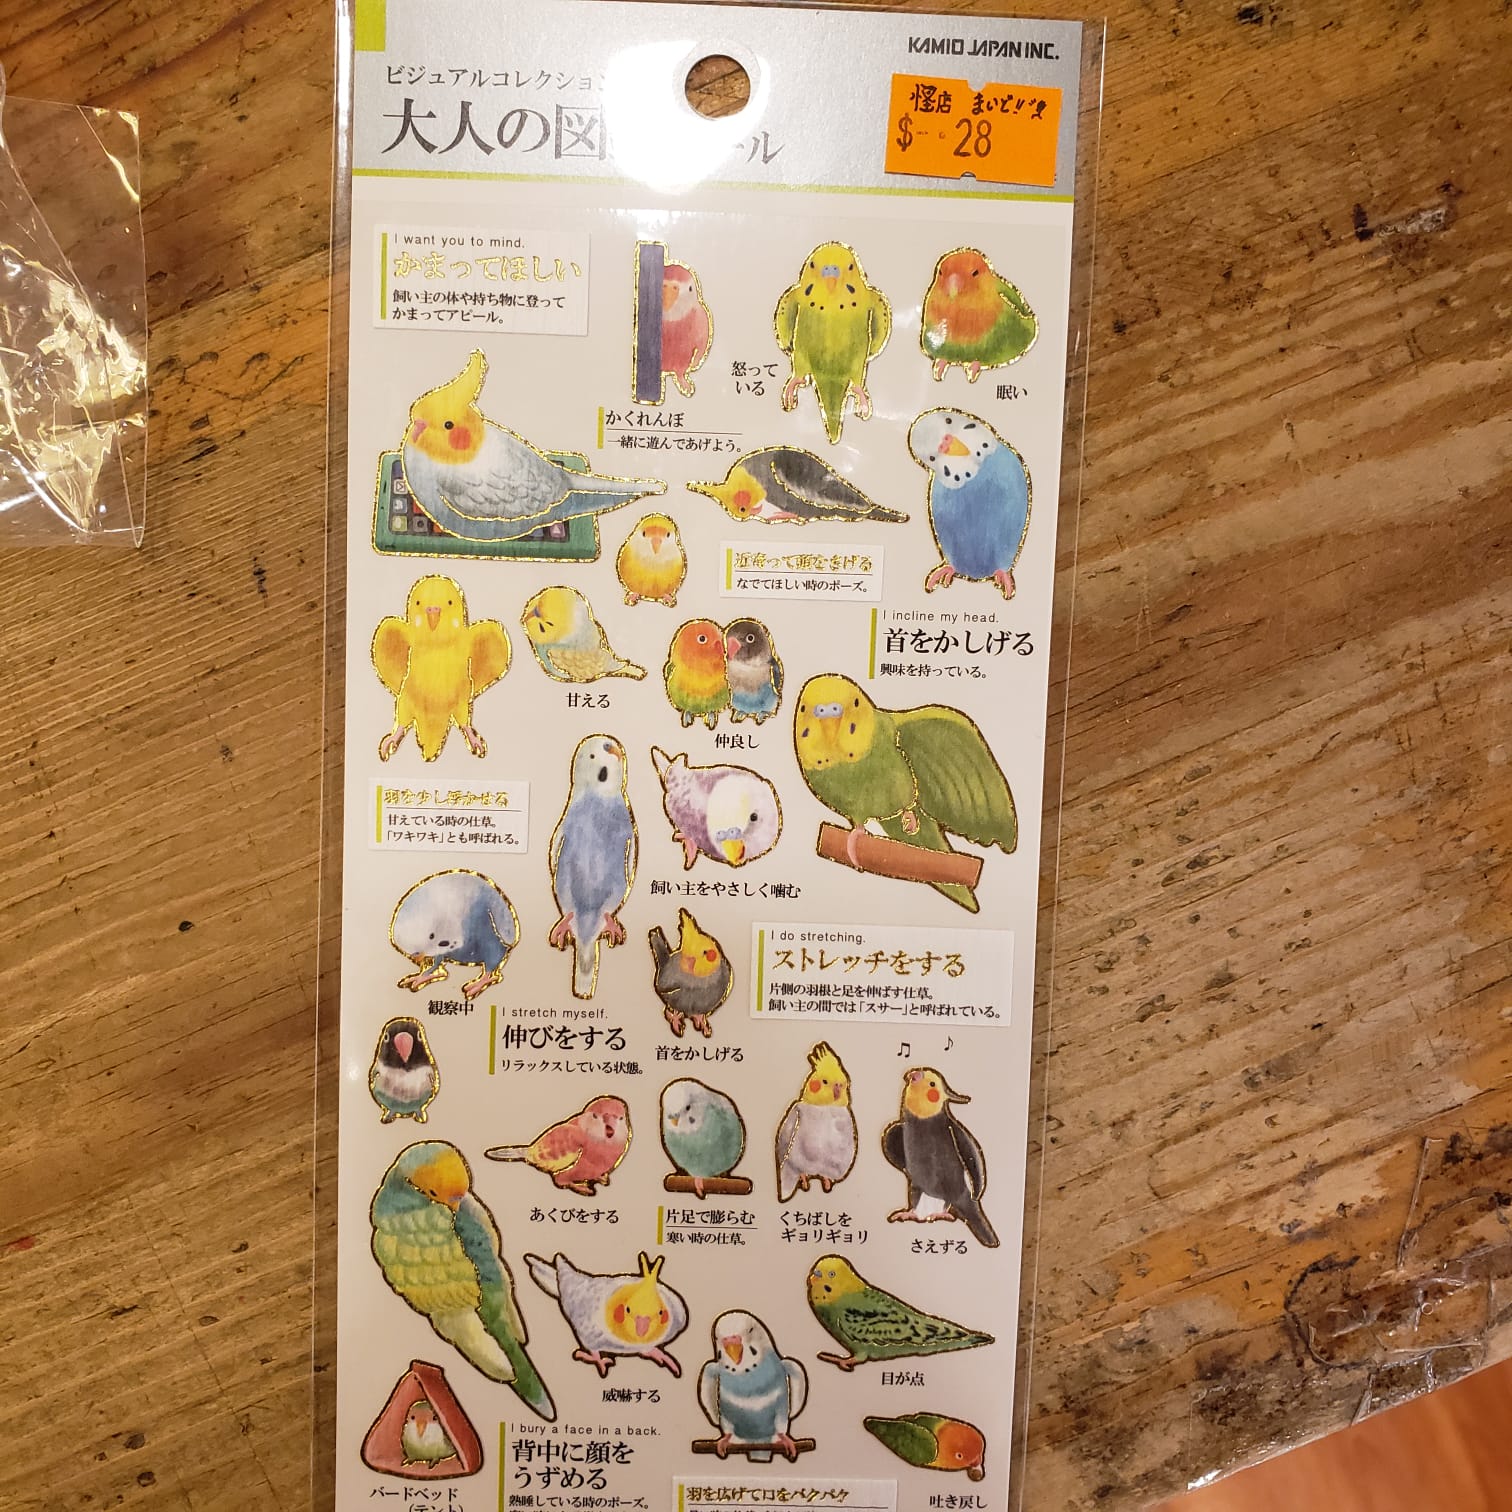 KAMIO JAPAN INC.
ビジュアルコレクション
大人の図 ール
怪店 まいど!!
$ 28
I want you to mind.
かまってほしい
飼い主の体や持ち物に登って
かまってアピール。
怒って
いる
眠い
かくれんぼ
一緒に遊んであげよう。
近寄って頭をさげる
なでてほしい時のポーズ。
I incline my head.
首をかしげる
興味を持っている。
甘える
仲良し
羽を少し浮かせる
甘えている時の仕草。
「ワキワキ」とも呼ばれる。
飼い主をやさしく噛む
I do stretching.
ストレッチをする
片側の羽根と足を伸ばす仕草。
飼い主の間では「スサー」と呼ばれている。
観察中
I stretch myself.
伸びをする
リラックスしている状態。
首をかしげる
あくびをする
片足で膨らむ
寒い時の仕草。
くちばしを
ギョリギョリ
さえずる
威嚇する
目が点
I bury a face in a back.
背中に顔を
うずめる
熟睡している時のポーズ。
バードベッド
(テント)
羽を広げて口をパクパク
吐き戻し